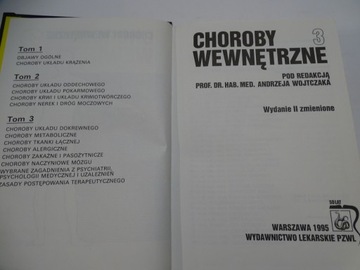 Tom 1
OBJAWY OGÓLNE
CHOROBY UKŁADU KRĄŻENIA
Tom 2
CHOROBY UKŁADU ODDECHOWEGO
CHOROBY UKŁADU POKARMOWEGO
CHOROBY KRWI I UKŁADU KRWIOTWÓRCZEGO
CHOROBY NEREK I DRÓG MOCZOWYCH
Tom 3
CHOROBY UKŁADU DOKREWNEGO
CHOROBY METABOLICZNE
CHOROBY TKANKI ŁĄCZNEJ
CHOROBY ALERGICZNE
CHOROBY ZAKAŹNE I PASOŻYTNICZE
CHOROBY NACZYNIOWE MÓZGU
WYBRANE ZAGADNIENIA Z PSYCHIATRII,
PSYCHOLOGII MEDYCZNEJ I UZALEŻNIEŃ
ZASADY POSTĘPOWANIA TERAPEUTYCZNEGO
CHOROBY 3
WEWNĘTRZNE
POD REDAKCJĄ
PROF. DR. HAB. MED. ANDRZEJA WOJTCZAKA
Wydanie II zmienione
WARSZAWA 1995
WYDAWNICTWO LEKARSKIE PZWL